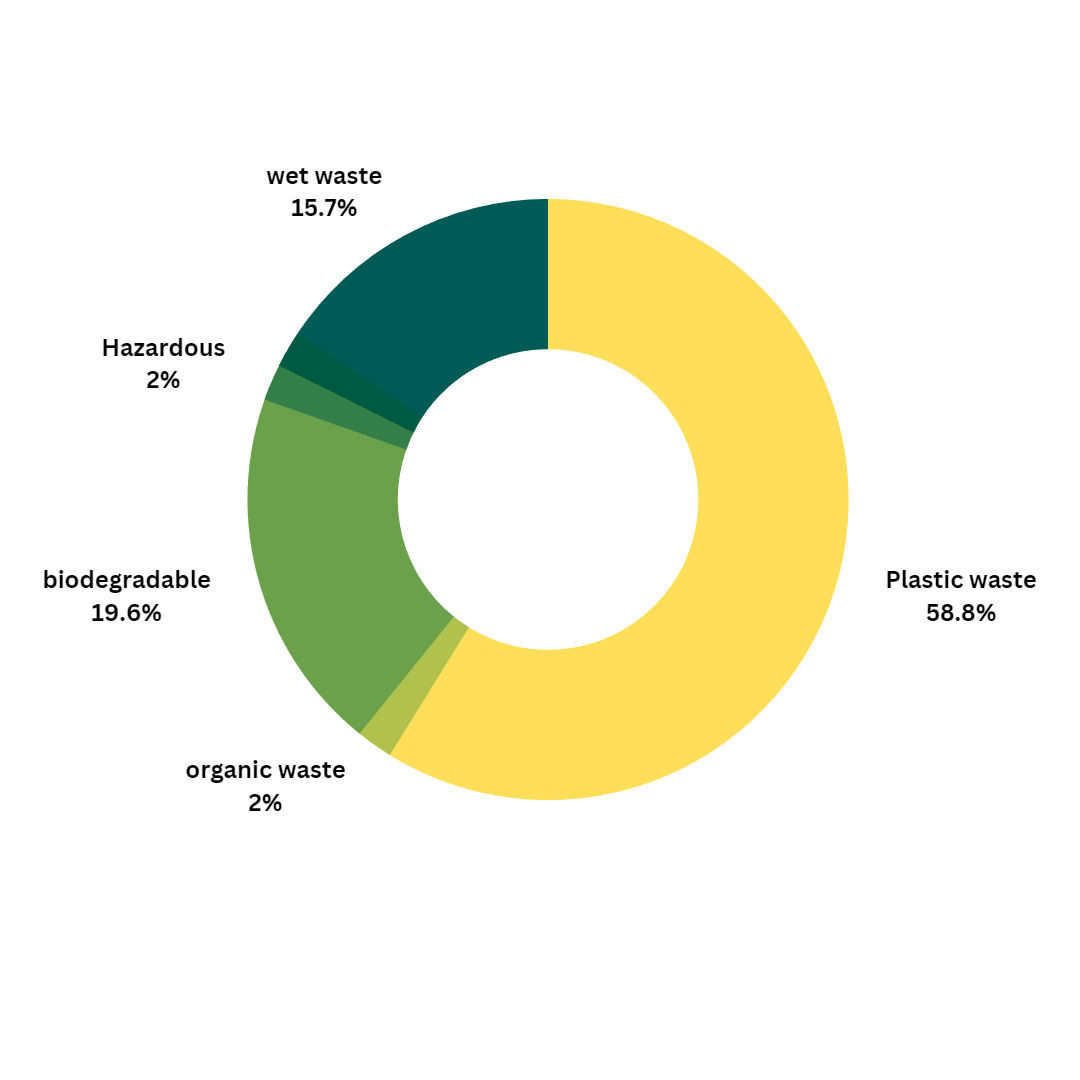 wet waste
15.7%
Hazardous
2%
biodegradable
19.6%
Plastic waste
58.8%
organic waste
2%